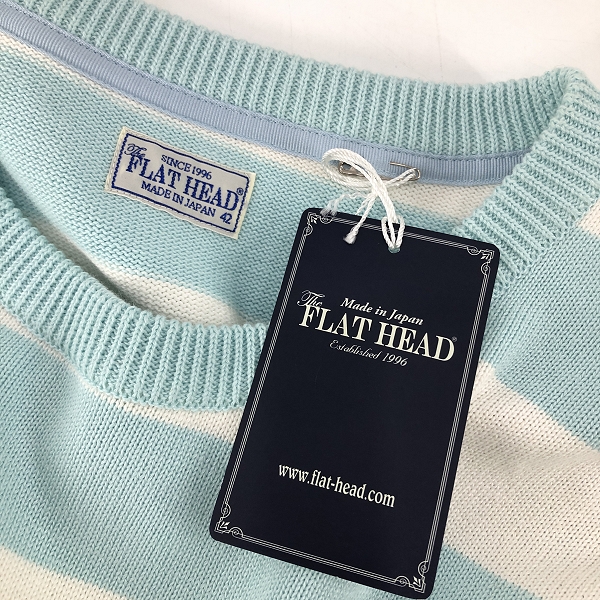 SINCE 1996
The
FLAT HEAD®
MADE IN JAPAN 42
Made in Japan
The
FLAT HEAD®
Established 1996
www.flat-head.com